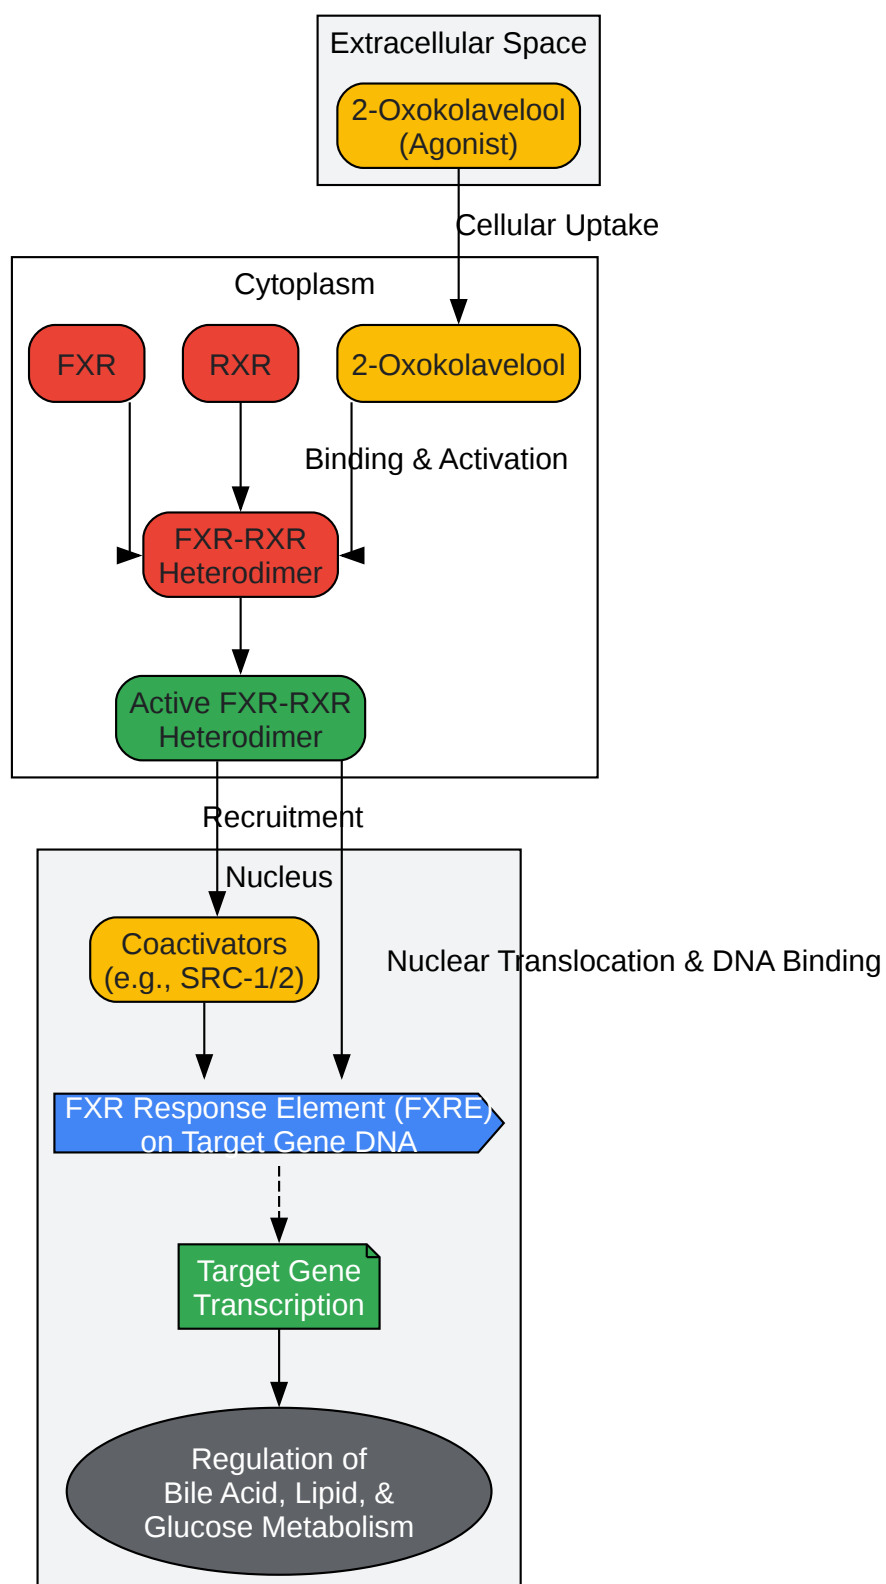 Extracellular Space
2-Oxokolavelool
(Agonist)
Cellular Uptake
Cytoplasm
FXR
RXR
2-Oxokolavelool
Binding & Activation
FXR-RXR
Heterodimer
Active FXR-RXR
Heterodimer
Recruitment
Nucleus
Coactivators
(e.g., SRC-1/2)
Nuclear Translocation & DNA Binding
FXR Response Element (FXRE)
on Target Gene DNA
Target Gene
Transcription
Regulation of
Bile Acid, Lipid, &
Glucose Metabolism